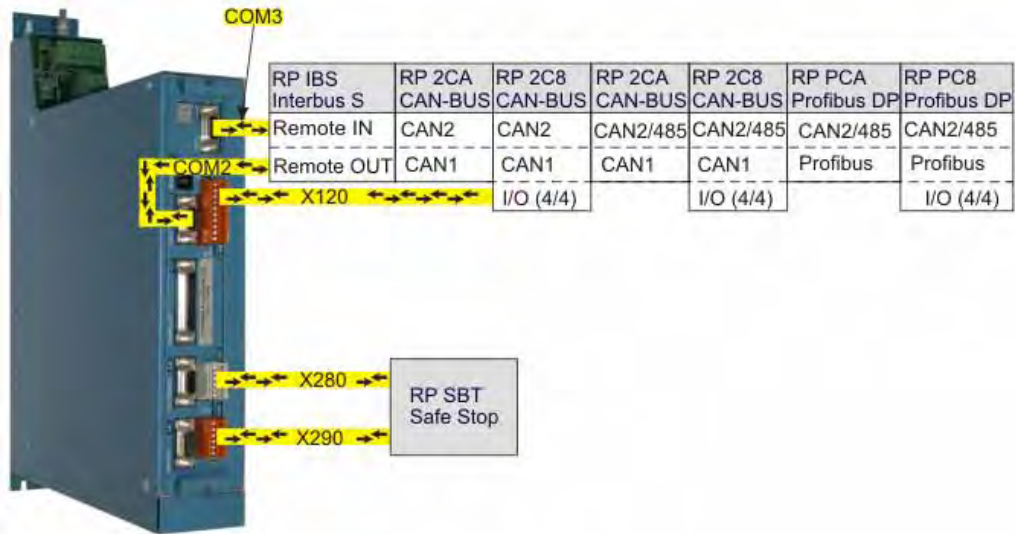 COM3
RP IBS RP 2CA RP 2C8 RP 2CA RP 2C8 RP PCA RP PC8
Interbus S CAN-BUS CAN-BUS CAN-BUS CAN-BUS Profibus DP Profibus DP
Remote IN CAN2 CAN2 CAN2/485 CAN2/485 CAN2/485 CAN2/485
COM2 Remote OUT CAN1 CAN1 CAN1 CAN1 Profibus Profibus
X120 I/O (4/4) I/O (4/4) I/O (4/4)
X280
RP SBT
Safe Stop
X290